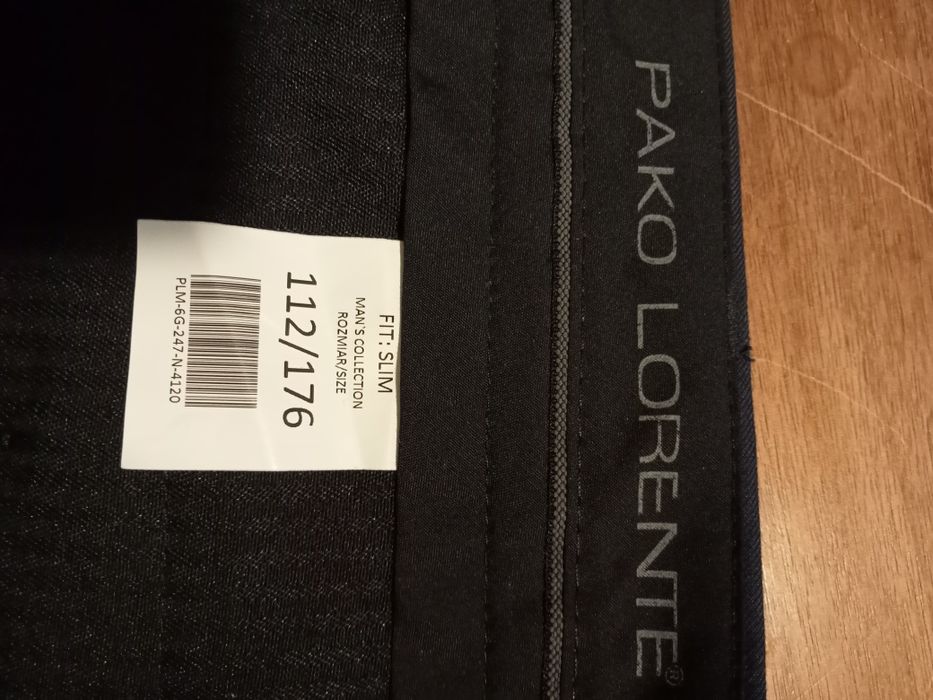 PAKO LORENTE®
FIT: SLIM
MAN`S COLLECTION
ROZMIAR/SIZE
112/176
PLM-6G-247-N-4120